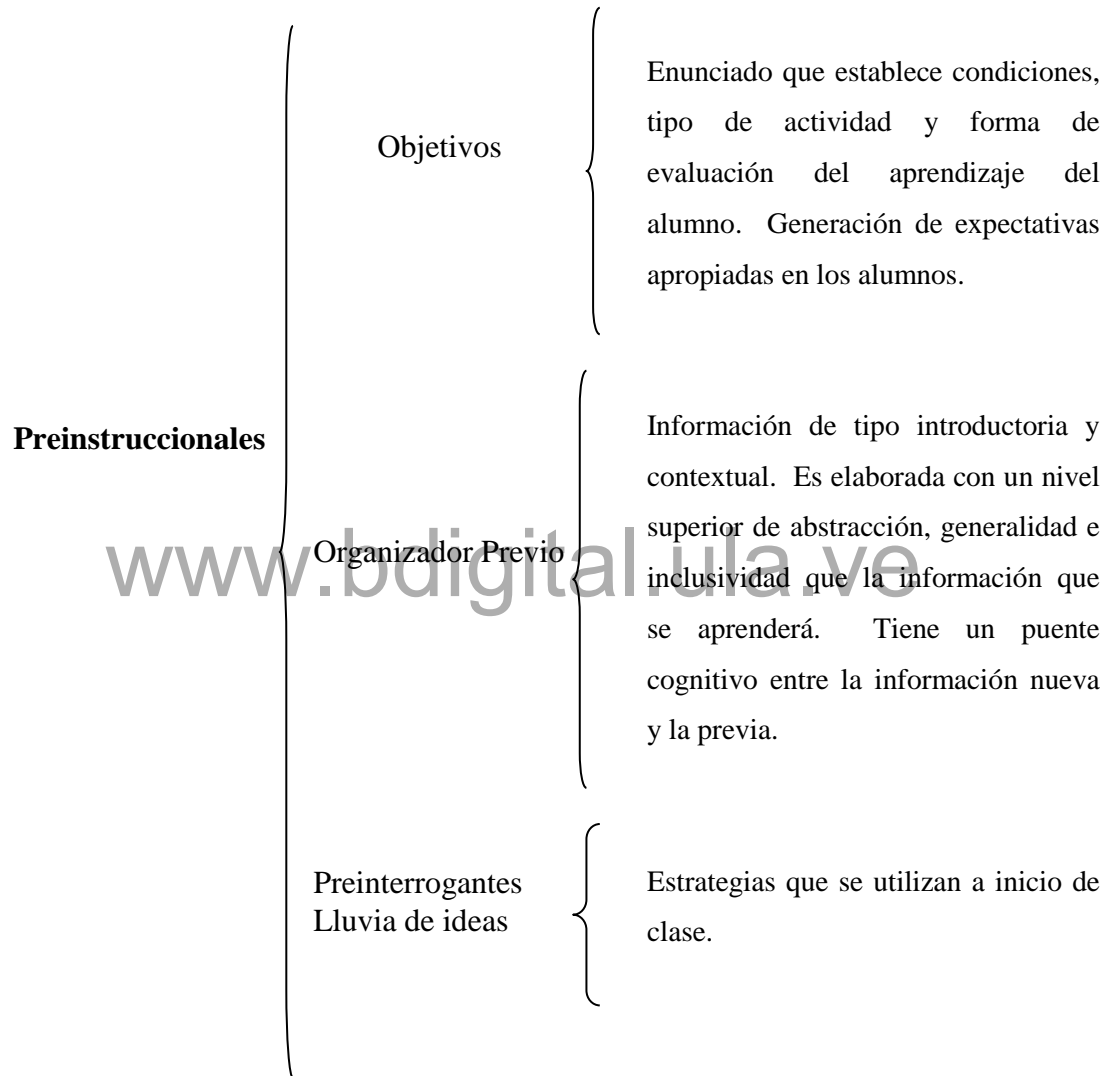 Objetivos
Enunciado que establece condiciones,
tipo de actividad y forma de
evaluación del aprendizaje del
alumno. Generación de expectativas
apropiadas en los alumnos.
Preinstruccionales
Organizador Previo
Información de tipo introductoria y
contextual. Es elaborada con un nivel
superior de abstracción, generalidad e
inclusividad que la información que
se aprenderá. Tiene un puente
cognitivo entre la información nueva
y la previa.
www.bdigital.ula.ve
Preinterrogantes
Lluvia de ideas
Estrategias que se utilizan a inicio de
clase.